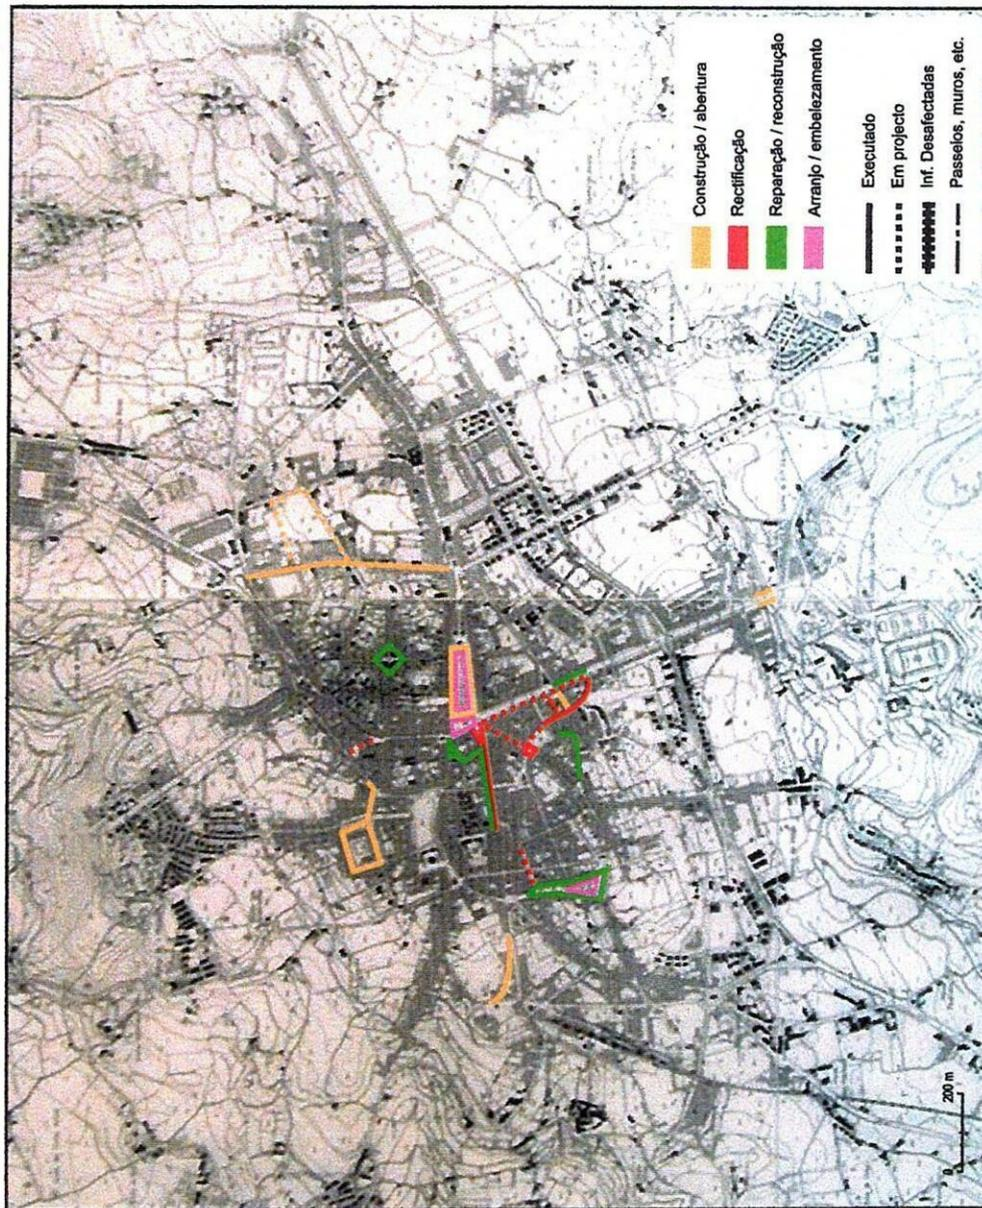 Construção / abertura
Rectificação
Reparação / reconstrução
Arranjo / embelezamento
Executado
Em projecto
Inf. Desafectadas
Passeios, muros, etc.
0 200 m